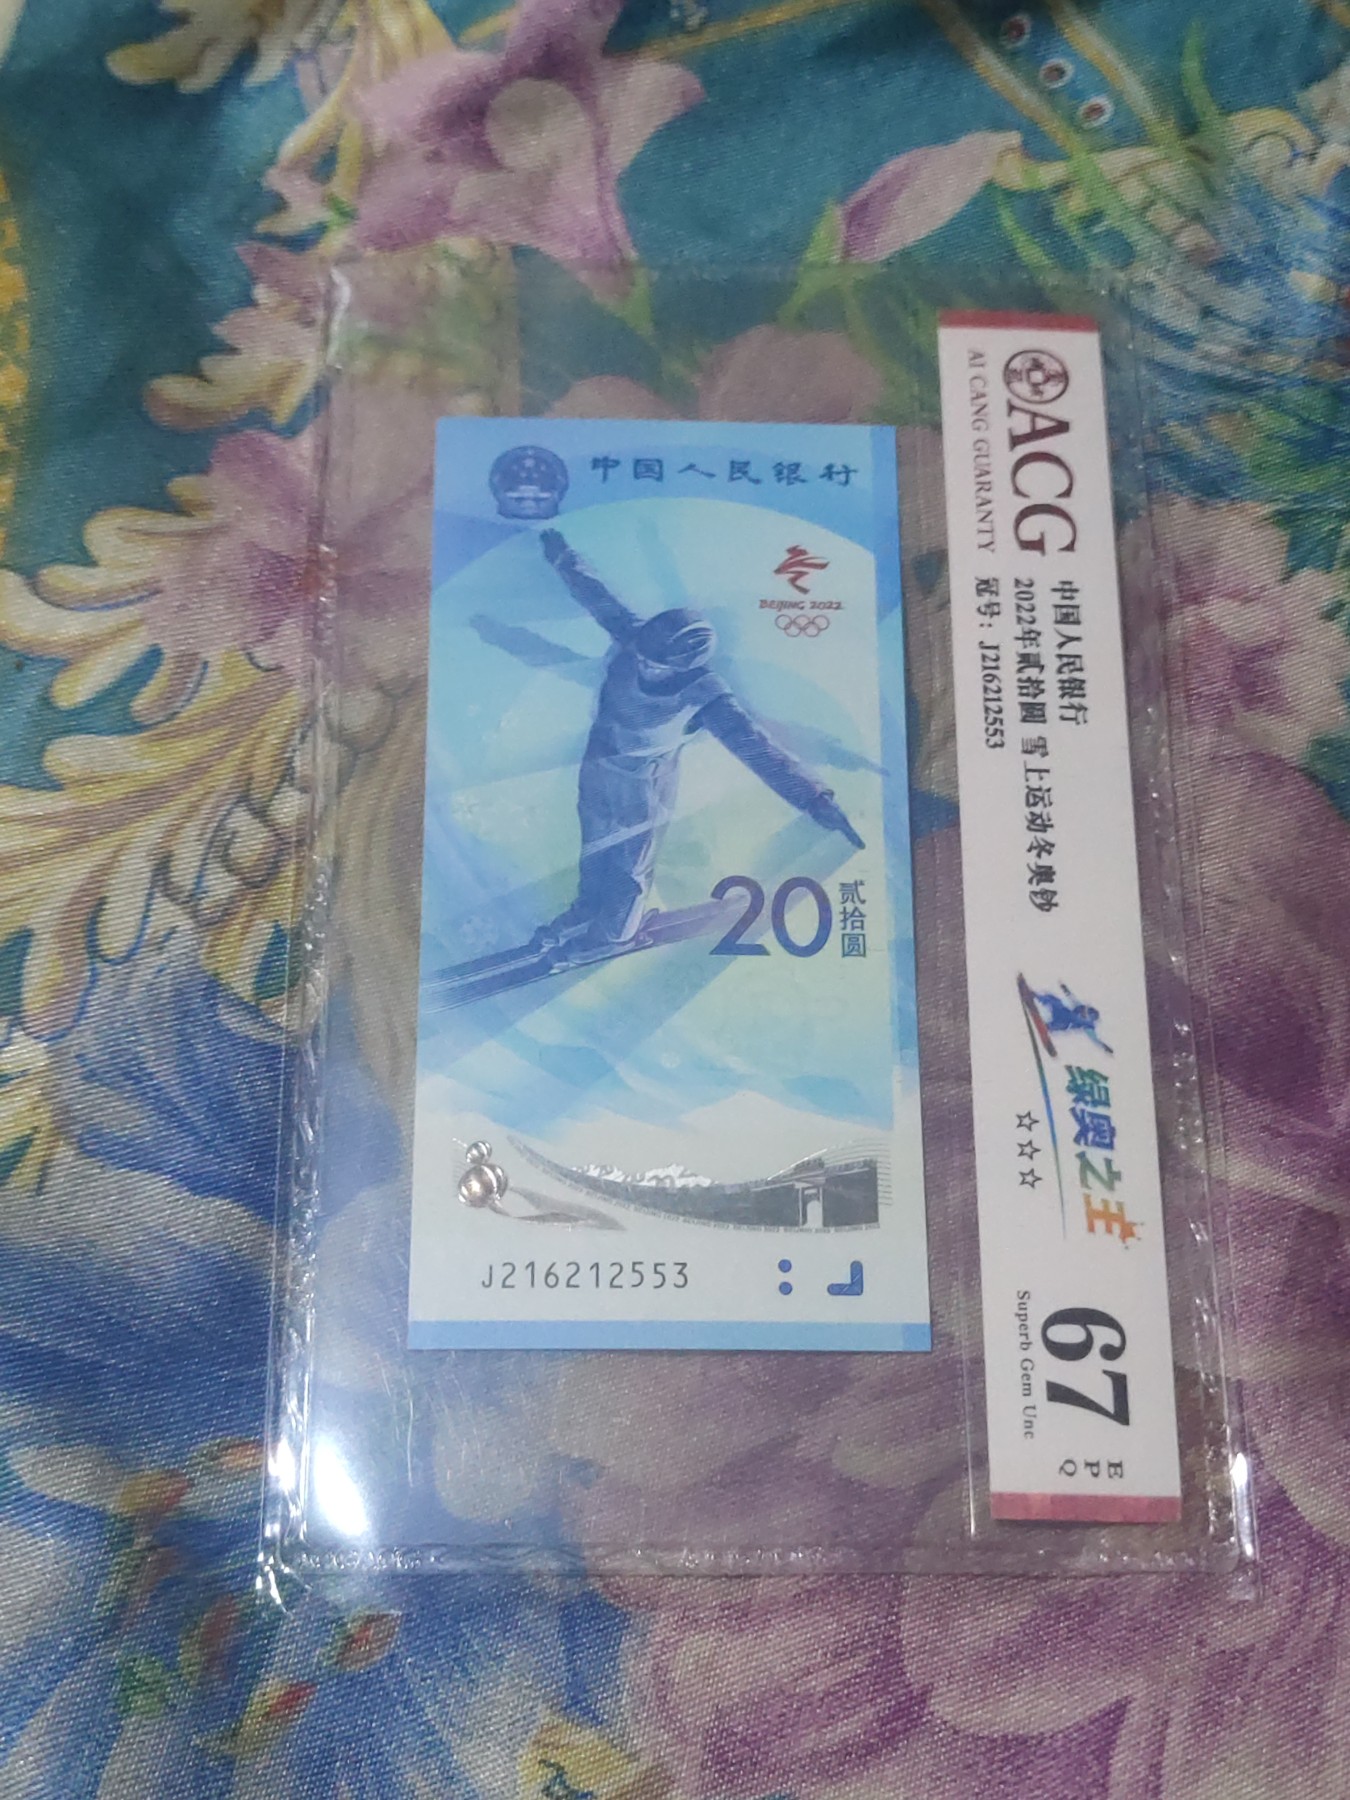 中国人民银行
BEIJING 2022
20
贰拾圆
J216212553
ACG
AI CANG GUARANTY
中国人民银行
2022年贰拾圆 雪上运动冬奥钞
冠号：J216212553
绿奥之主
☆☆☆
67
EPQ
Superb Gem Unc